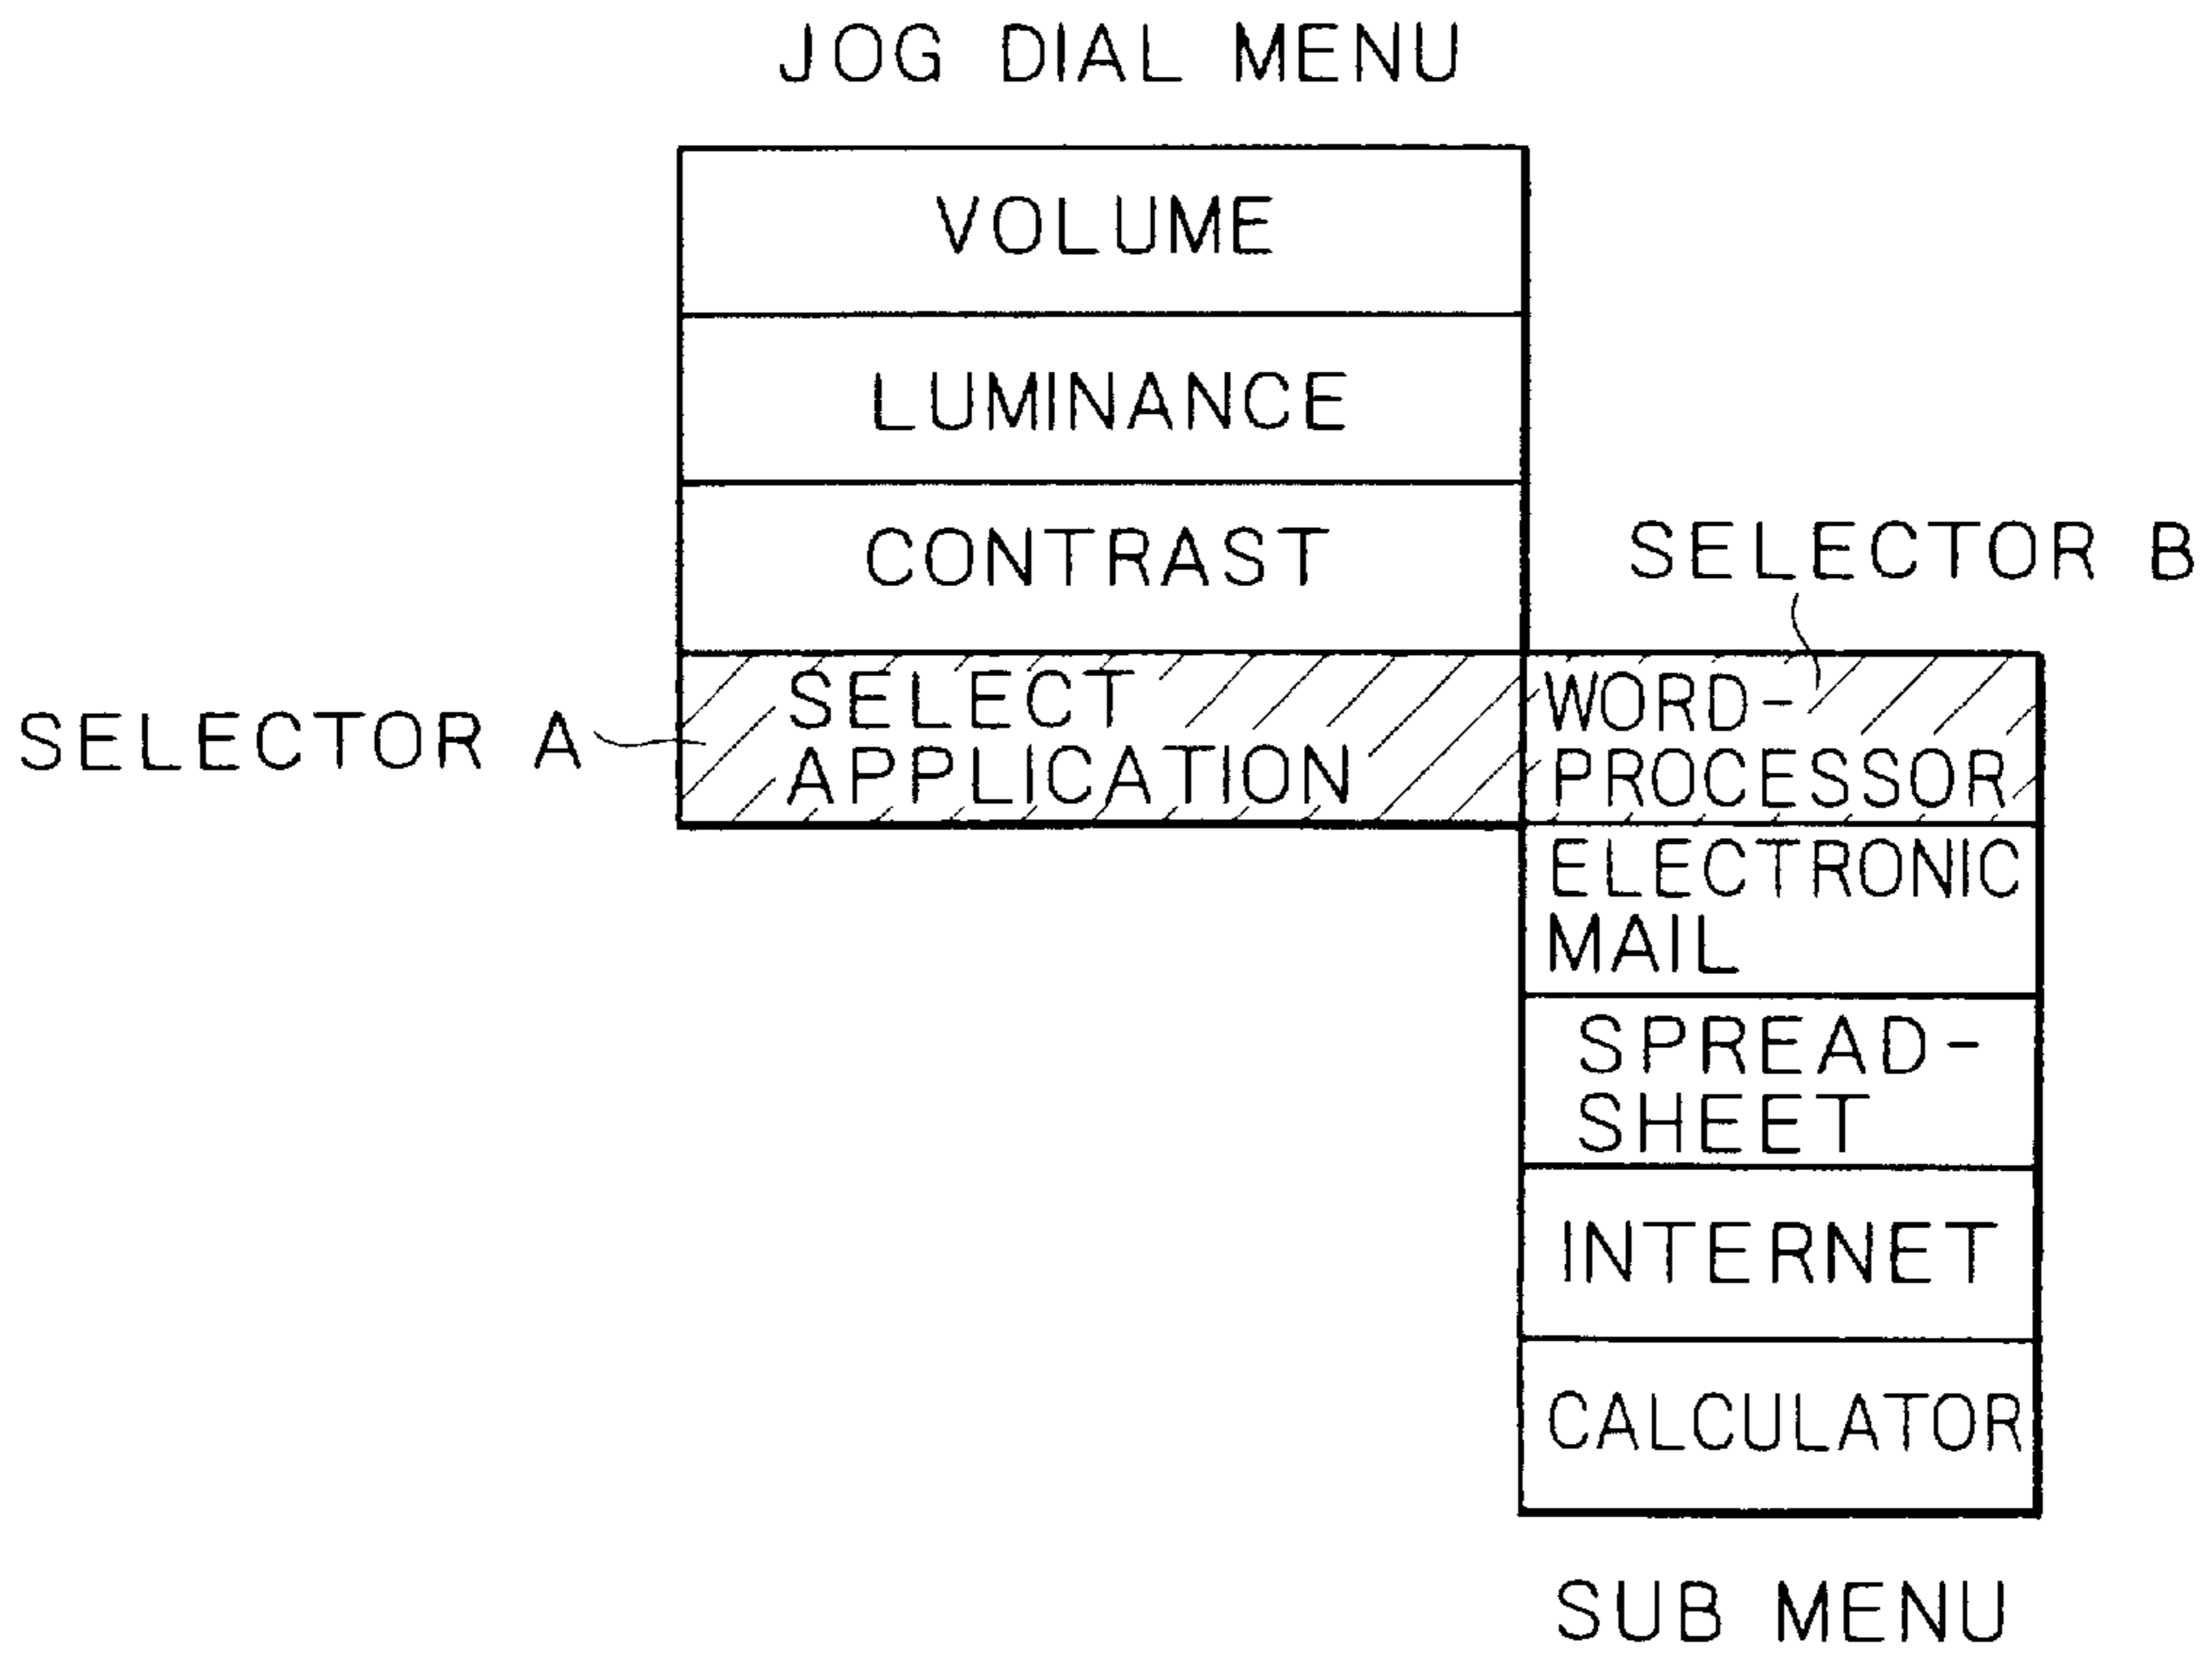 JOG DIAL MENU
VOLUME
LUMINANCE
CONTRAST
SELECTOR B
SELECTOR A
SELECT
APPLICATION
WORD-
PROCESSOR
ELECTRONIC
MAIL
SPREAD-
SHEET
INTERNET
CALCULATOR
SUB MENU